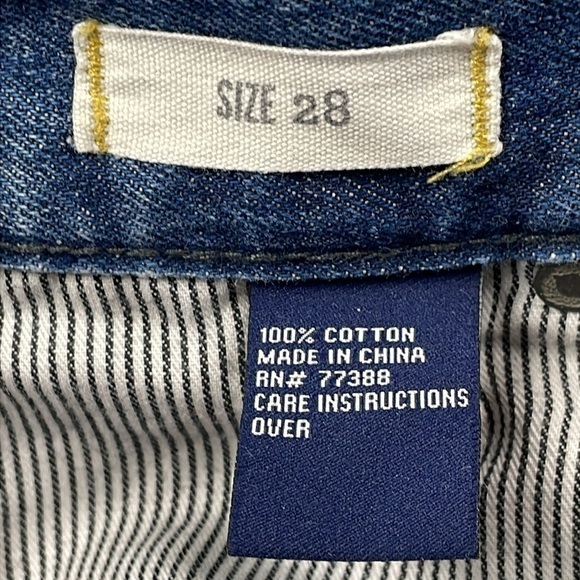 SIZE 28
100% COTTON
MADE IN CHINA
RN# 77388
CARE INSTRUCTIONS
OVER